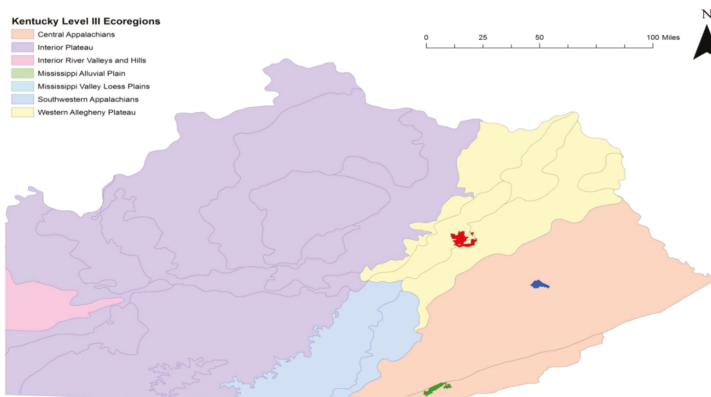 Kentucky Level III Ecoregions
Central Appalachians
Interior Plateau
Interior River Valleys and Hills
Mississippi Alluvial Plain
Mississippi Valley Loess Plains
Southwestern Appalachians
Western Allegheny Plateau
0 25 50 100 Miles
N